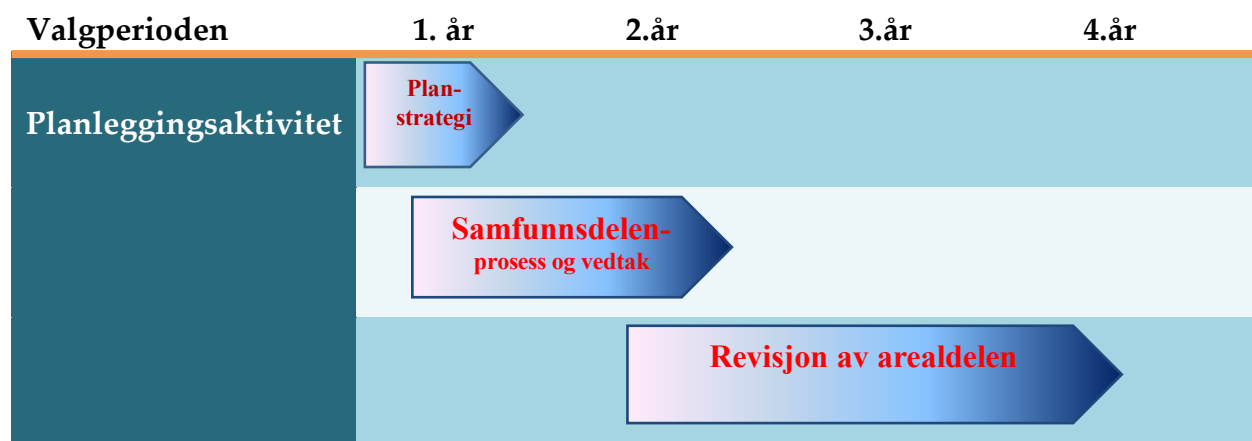 Valgperioden 1. år 2.år 3.år 4.år
Plan-
strategi
Planleggingsaktivitet
Samfunnsdelen-
prosess og vedtak
Revisjon av arealdelen